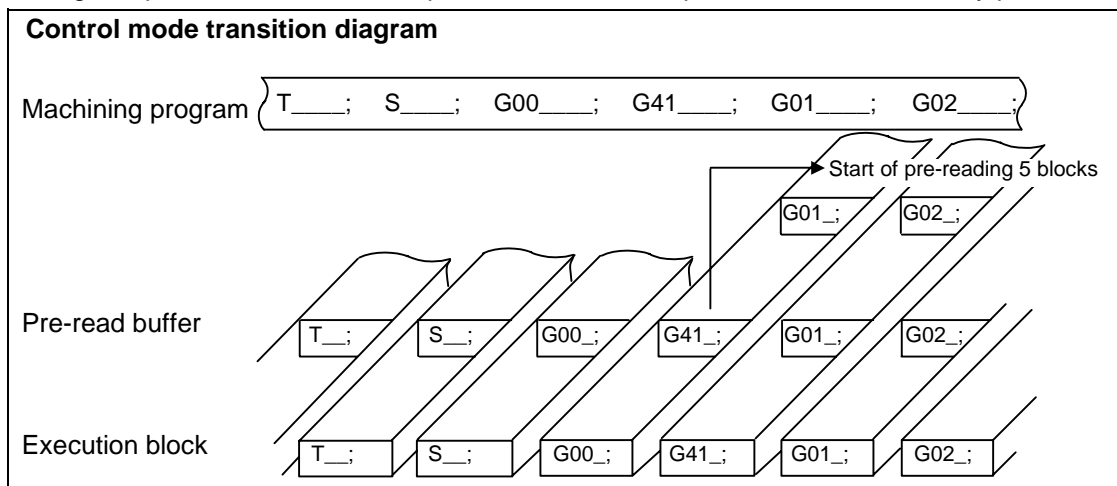 Control mode transition diagram
Machining program
T____; S____; G00____; G41____; G01____; G02____;
Start of pre-reading 5 blocks
G01_; G02_;
Pre-read buffer
T__; S__; G00_; G41_; G01_; G02_;
Execution block
T__; S__; G00_; G41_; G01_; G02_;